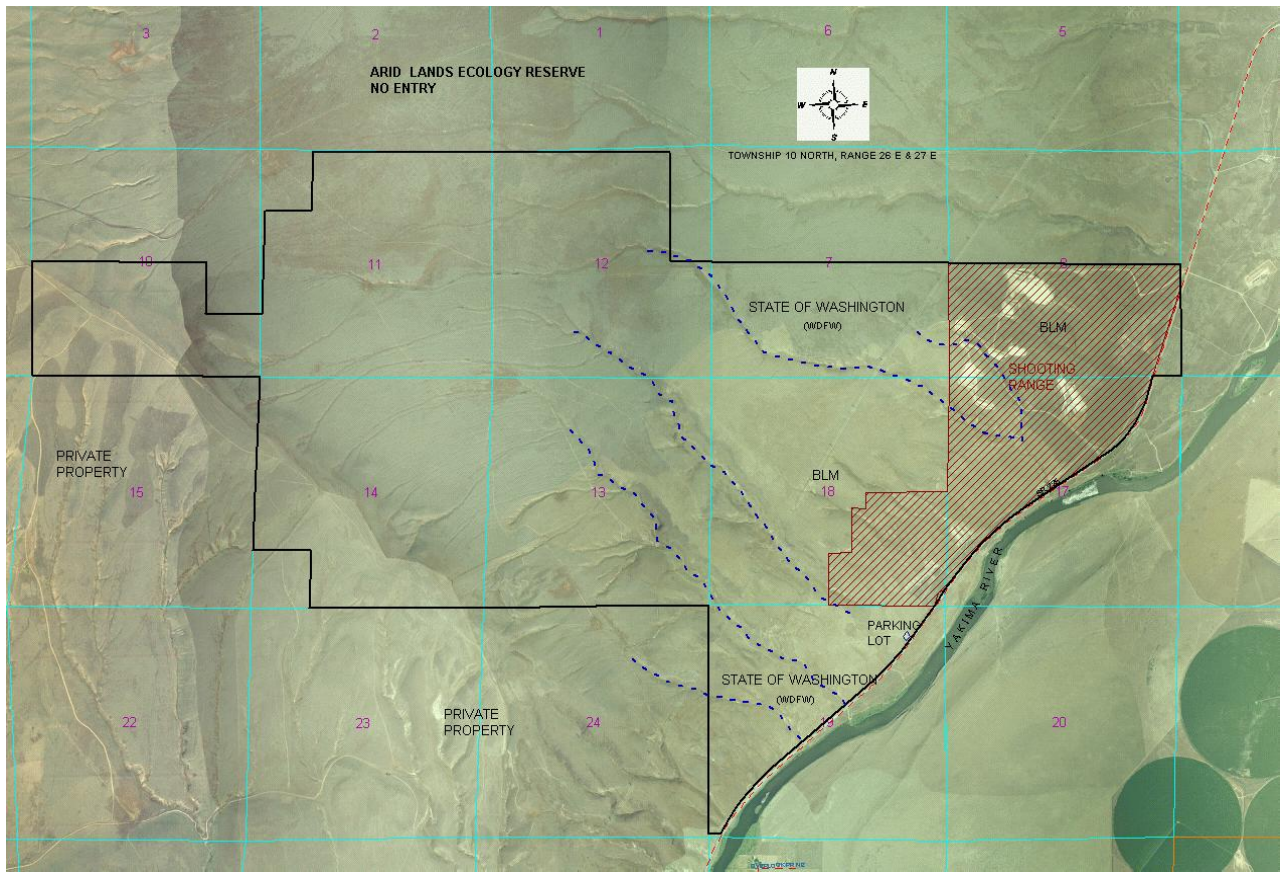 3
2
1
6
5
ARID LANDS ECOLOGY RESERVE
NO ENTRY
N
W
E
S
TOWNSHIP 10 NORTH, RANGE 26 E & 27 E
10
11
12
7
8
STATE OF WASHINGTON
(WDFW)
BLM
SHOOTING
RANGE
PRIVATE
PROPERTY
BLM
15
14
13
18
17
YAKIMA RIVER
PARKING
LOT
STATE OF WASHINGTON
(WDFW)
PRIVATE
PROPERTY
22
23
24
19
20